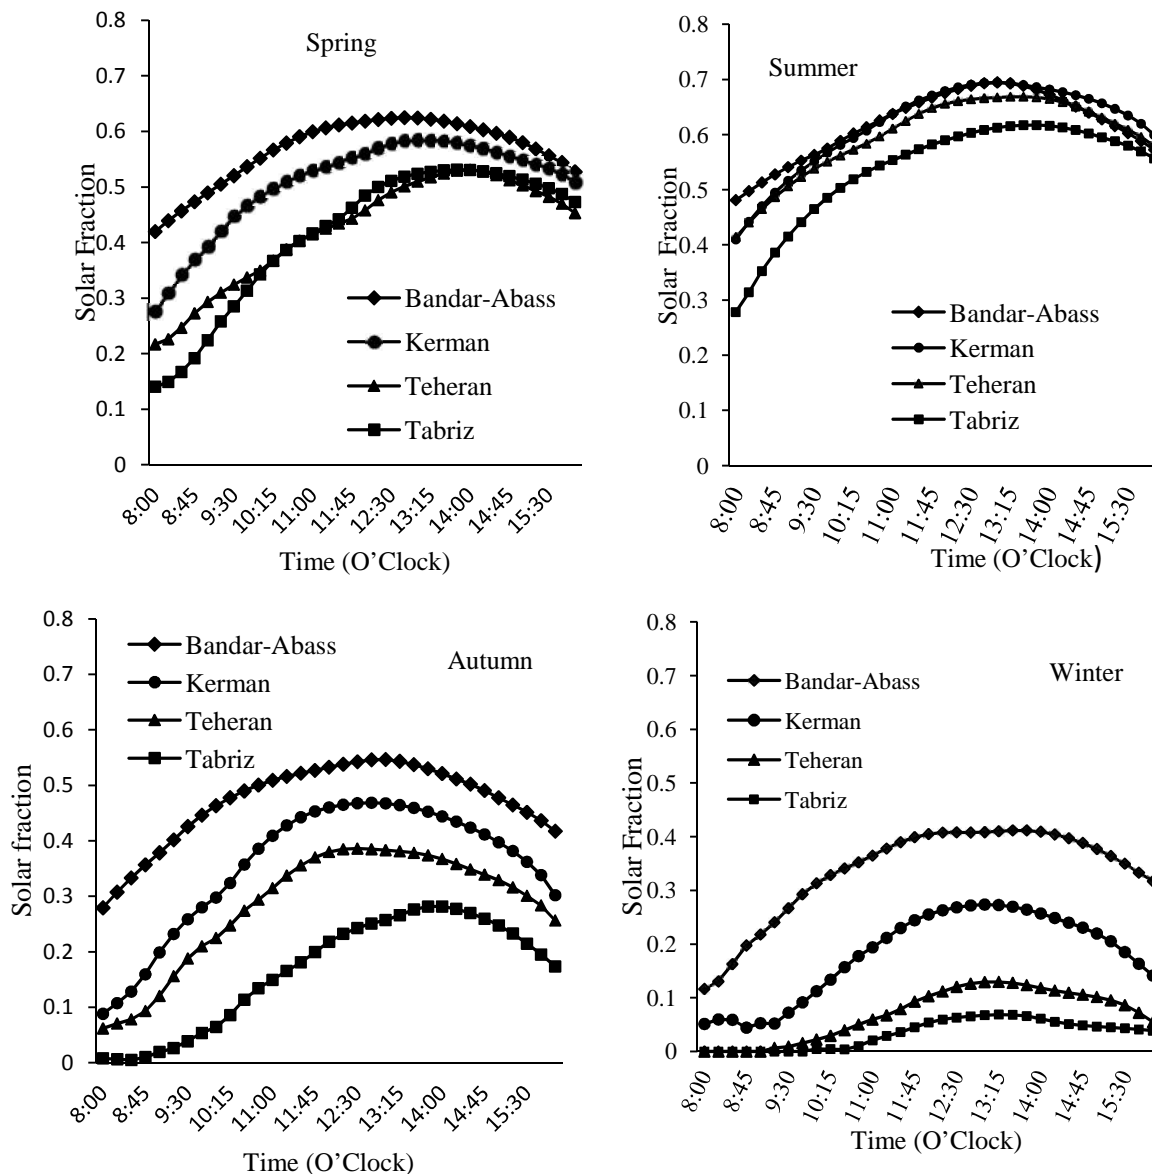 Spring
Solar Fraction
0.8
0.7
0.6
0.5
0.4
0.3
0.2
0.1
0
Bandar-Abass
Kerman
Teheran
Tabriz
8:00
8:45
9:30
10:15
11:00
11:45
12:30
13:15
14:00
14:45
15:30
Time (O’Clock)
Summer
Solar Fraction
0.8
0.7
0.6
0.5
0.4
0.3
0.2
0.1
0
Bandar-Abass
Kerman
Teheran
Tabriz
8:00
8:45
9:30
10:15
11:00
11:45
12:30
13:15
14:00
14:45
15:30
Time (O’Clock)
Autumn
Solar fraction
0.8
0.7
0.6
0.5
0.4
0.3
0.2
0.1
0
Bandar-Abass
Kerman
Teheran
Tabriz
8:00
8:45
9:30
10:15
11:00
11:45
12:30
13:15
14:00
14:45
15:30
Time (O’Clock)
Winter
Solar Fraction
0.8
0.7
0.6
0.5
0.4
0.3
0.2
0.1
0
Bandar-Abass
Kerman
Teheran
Tabriz
8:00
8:45
9:30
10:15
11:00
11:45
12:30
13:15
14:00
14:45
15:30
Time (O’Clock)